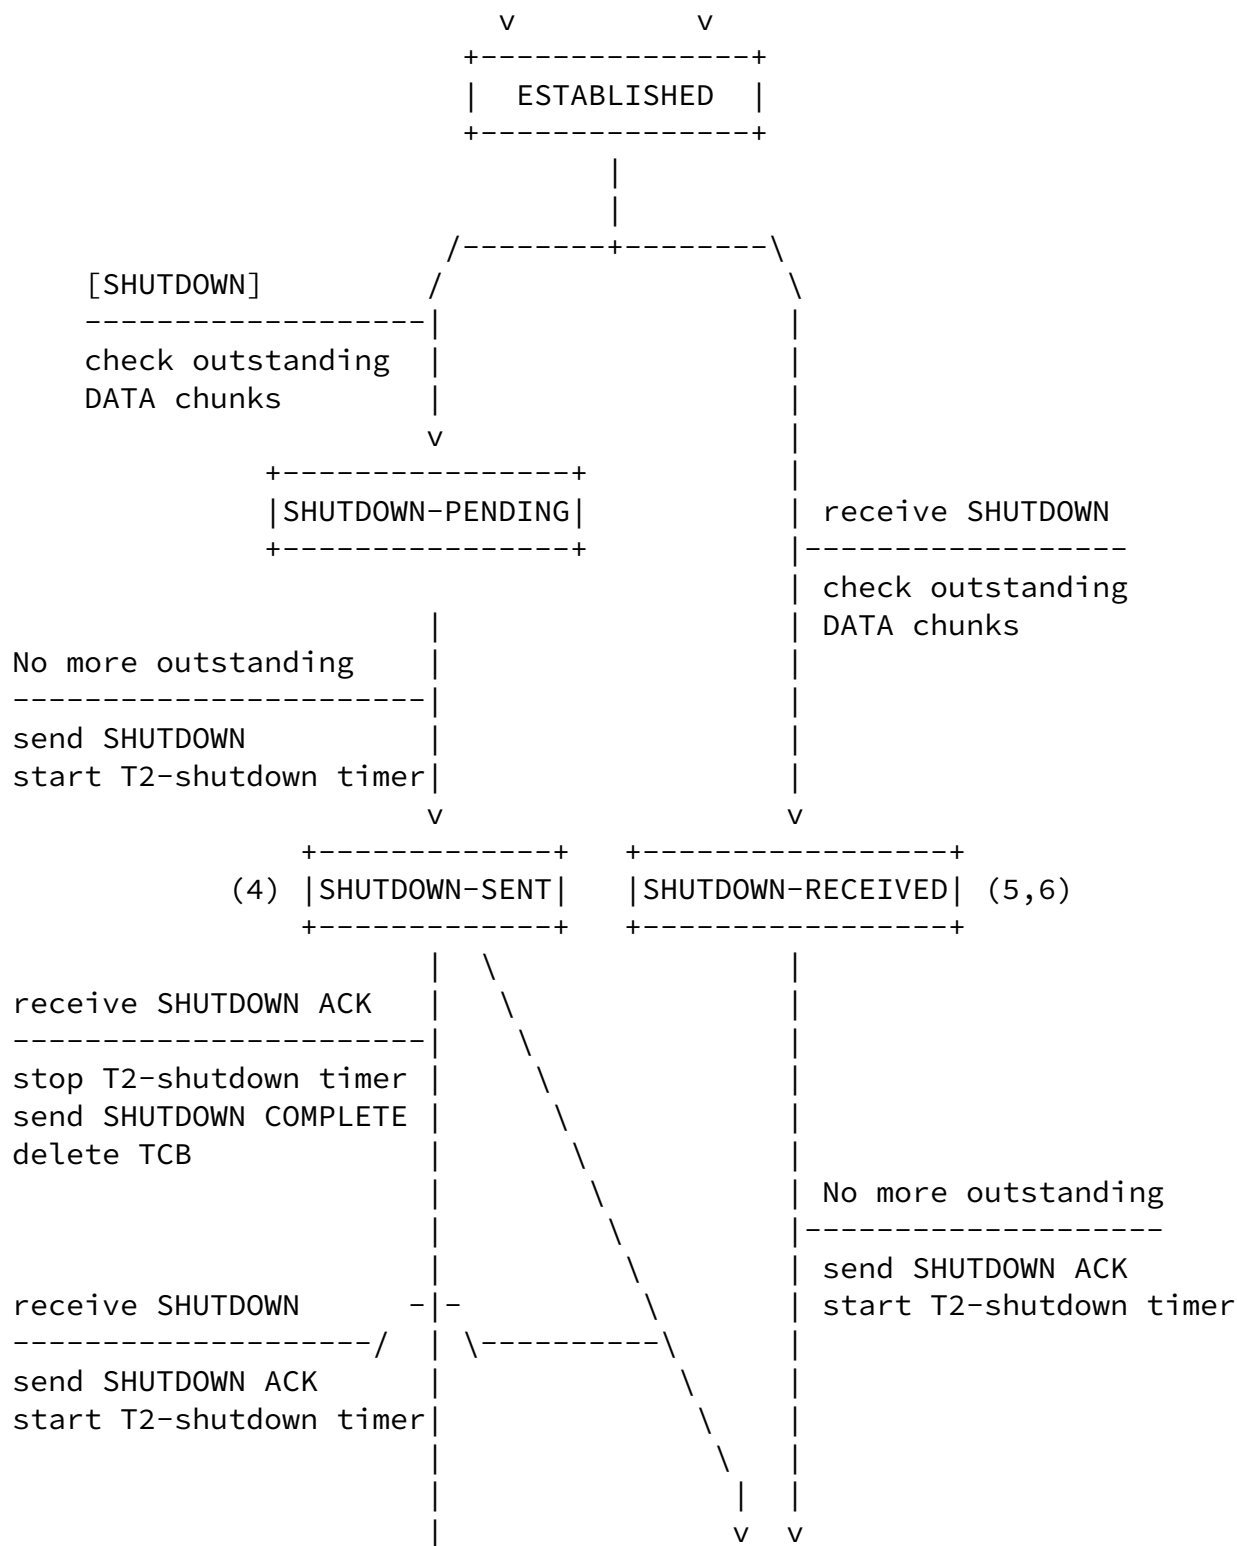 ESTABLISHED
[SHUTDOWN]
check outstanding
DATA chunks
SHUTDOWN-PENDING
receive SHUTDOWN
check outstanding
DATA chunks
No more outstanding
send SHUTDOWN
start T2-shutdown timer
(4) SHUTDOWN-SENT SHUTDOWN-RECEIVED (5,6)
receive SHUTDOWN ACK
stop T2-shutdown timer
send SHUTDOWN COMPLETE
delete TCB
No more outstanding
send SHUTDOWN ACK
start T2-shutdown timer
receive SHUTDOWN
send SHUTDOWN ACK
start T2-shutdown timer